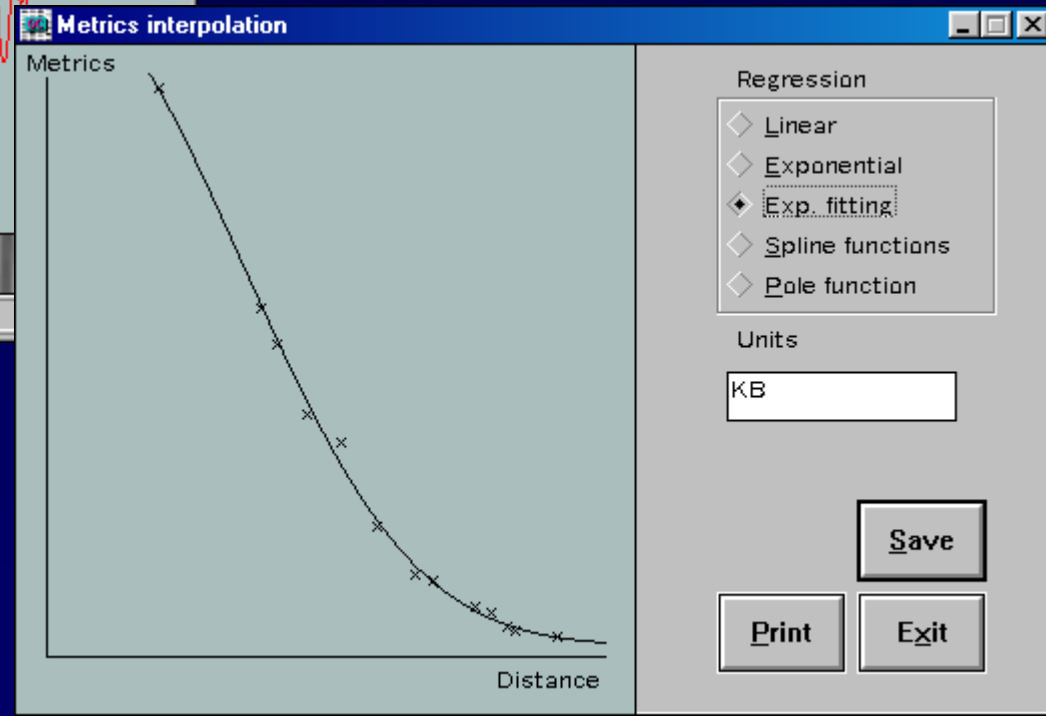 Metrics interpolation
Metrics
Distance
Regression
Linear
Exponential
Exp. fitting
Spline functions
Pole function
Units
KB
Save
Print
Exit